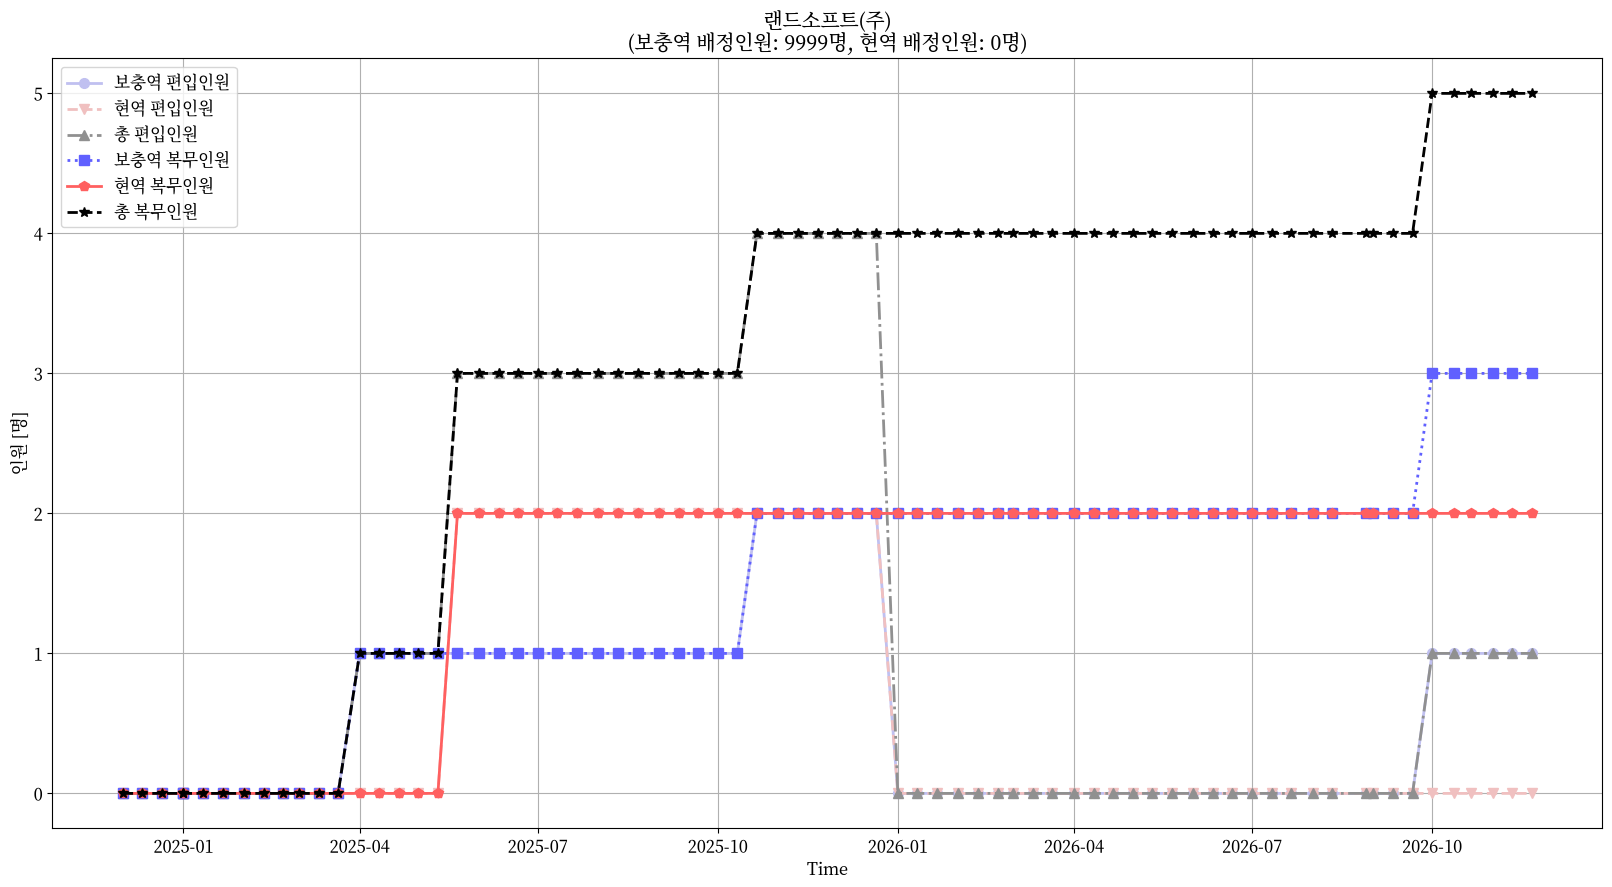 랜드소프트(주)
(보충역 배정인원: 9999명, 현역 배정인원: 0명)
보충역 편입인원
현역 편입인원
총 편입인원
보충역 복무인원
현역 복무인원
총 복무인원
인원 [명]
5
4
3
2
1
0
2025-01
2025-04
2025-07
2025-10
2026-01
2026-04
2026-07
2026-10
Time